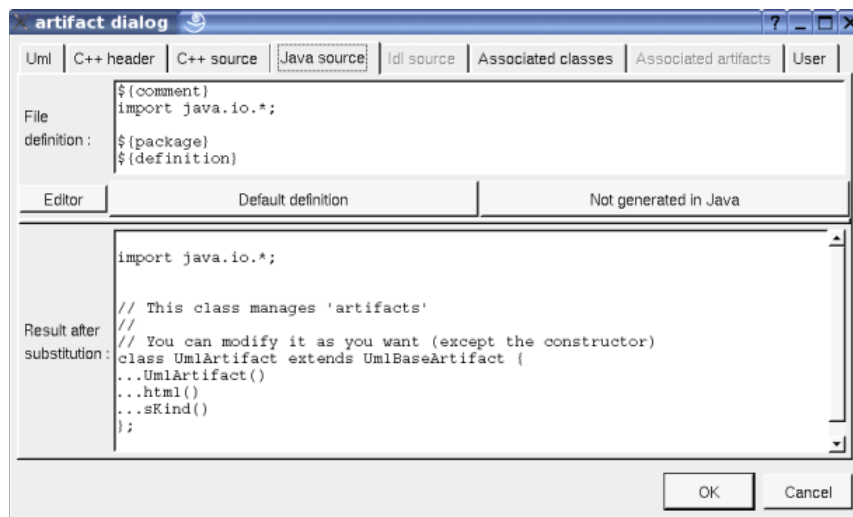 artifact dialog
Uml C++ header C++ source Java source Idl source Associated classes Associated artifacts User
File
definition :
${comment}
import java.io.*;
${package}
${definition}
Editor Default definition Not generated in Java
Result after
substitution :
import java.io.*;
// This class manages 'artifacts'
//
// You can modify it as you want (except the constructor)
class UmlArtifact extends UmlBaseArtifact {
...UmlArtifact()
...html()
...sKind()
};
OK Cancel